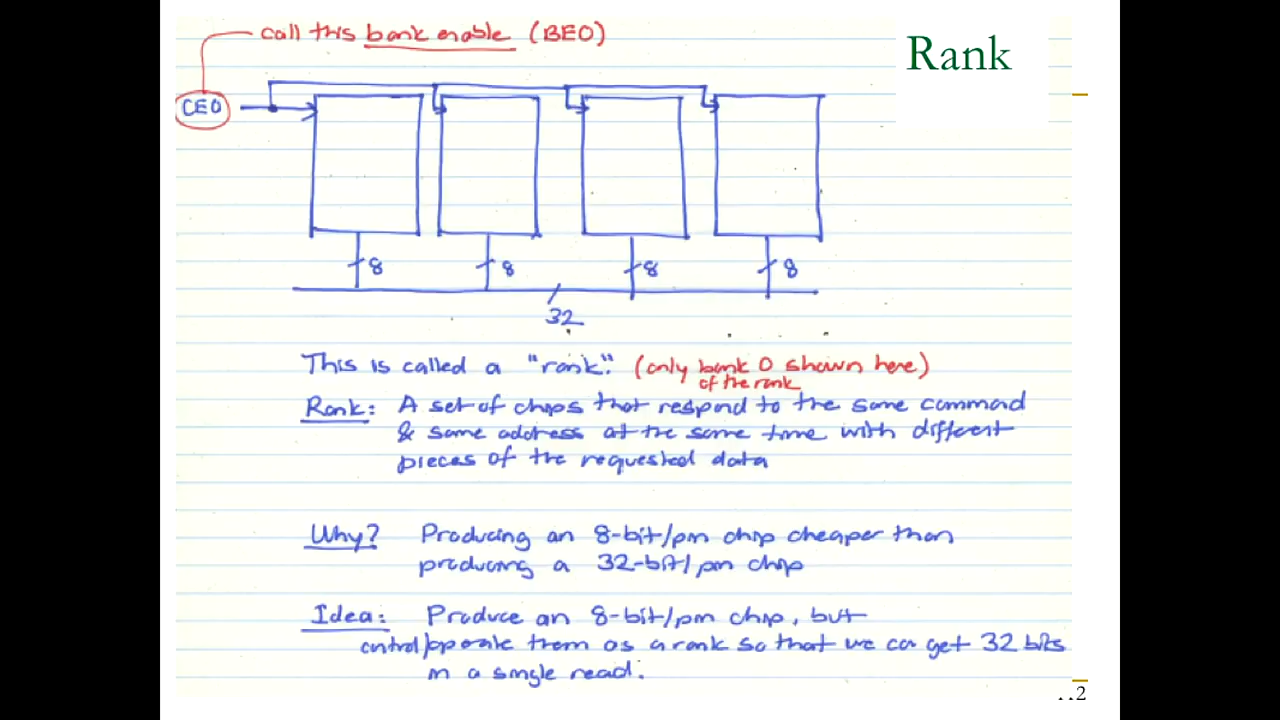 call this bank enable (BE0)
Rank
CE0
8
8
8
8
32
This is called a "rank". (only bank 0 shown here)
of the rank
Rank: A set of chips that respond to the same command
& same address at the same time with different
pieces of the requested data
Why? Producing an 8-bit/pin chip cheaper than
producing a 32-bit/pin chip
Idea: Produce an 8-bit/pin chip, but
control/operate them as a rank so that we can get 32 bits
in a single read.